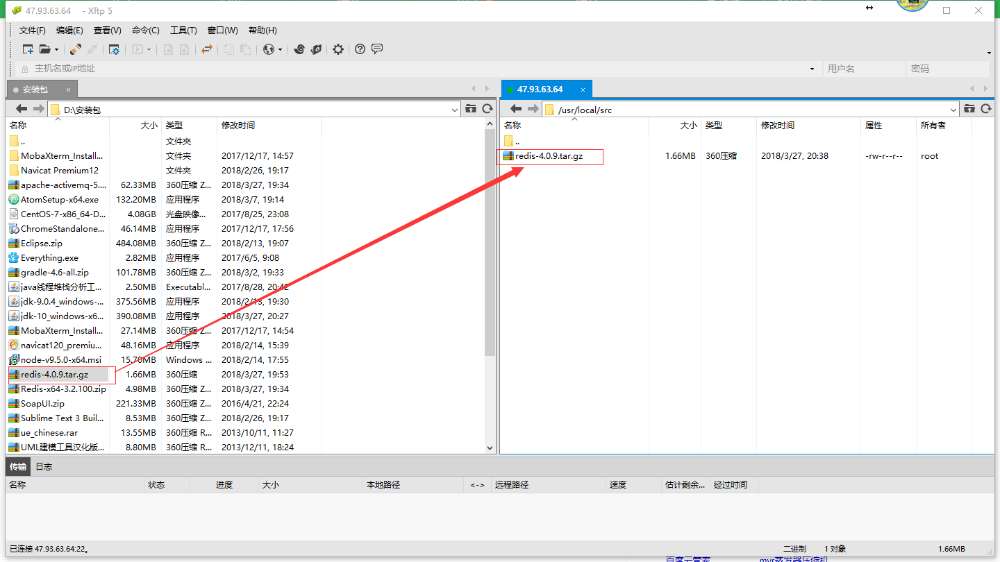 47.93.63.64 - Xftp 5
文件(F) 编辑(E) 查看(V) 命令(C) 工具(T) 窗口(W) 帮助(H)
主机名或IP地址 用户名 密码
安装包 × 47.93.63.64 ×
D:\安装包 /usr/local/src
名称 大小 类型 修改时间 名称 大小 类型 修改时间 属性 所有者
.. 文件夹 ..
MobaXterm_Install... 文件夹 2017/12/17, 14:57 redis-4.0.9.tar.gz 1.66MB 360压缩 2018/3/27, 20:38 -rw-r--r-- root
Navicat Premium12 文件夹 2018/2/26, 19:17
apache-activemq-5.... 62.33MB 360压缩 Z... 2018/3/27, 19:34
AtomSetup-x64.exe 132.20MB 应用程序 2018/3/7, 19:14
CentOS-7-x86_64-D... 4.08GB 光盘映像... 2017/8/25, 23:08
ChromeStandalone... 46.14MB 应用程序 2017/12/17, 17:56
Eclipse.zip 484.08MB 360压缩 Z... 2018/2/13, 19:07
Everything.exe 2.82MB 应用程序 2017/6/5, 9:08
gradle-4.6-all.zip 101.78MB 360压缩 Z... 2018/3/2, 19:33
java线程堆栈分析工... 2.50MB Executabl... 2017/8/28, 20:42
jdk-9.0.4_windows-... 375.56MB 应用程序 2018/2/13, 19:30
jdk-10_windows-x6... 390.08MB 应用程序 2018/3/27, 20:27
MobaXterm_Install... 27.14MB 360压缩 Z... 2017/12/17, 14:54
navicat120_premiu... 48.16MB 应用程序 2018/2/14, 15:39
node-v9.5.0-x64.msi 15.70MB Windows ... 2018/2/14, 17:55
redis-4.0.9.tar.gz 1.66MB 360压缩 2018/3/27, 19:53
Redis-x64-3.2.100.zip 4.98MB 360压缩 Z... 2018/3/27, 19:34
SoapUI.zip 221.33MB 360压缩 Z... 2016/4/21, 22:24
Sublime Text 3 Buil... 8.53MB 360压缩 Z... 2018/2/26, 19:17
ue_chinese.rar 13.55MB 360压缩 R... 2013/10/11, 11:27
UML建模工具汉化版... 8.80MB 360压缩 R... 2013/12/11, 18:24
传输 日志
名称 状态 进度 大小 本地路径 <-> 远程路径 速度 估计剩余... 经过时间
已连接 47.93.63.64:22。 二进制 1 对象 1.66MB
百度云管家 mvr蒸发器压缩机